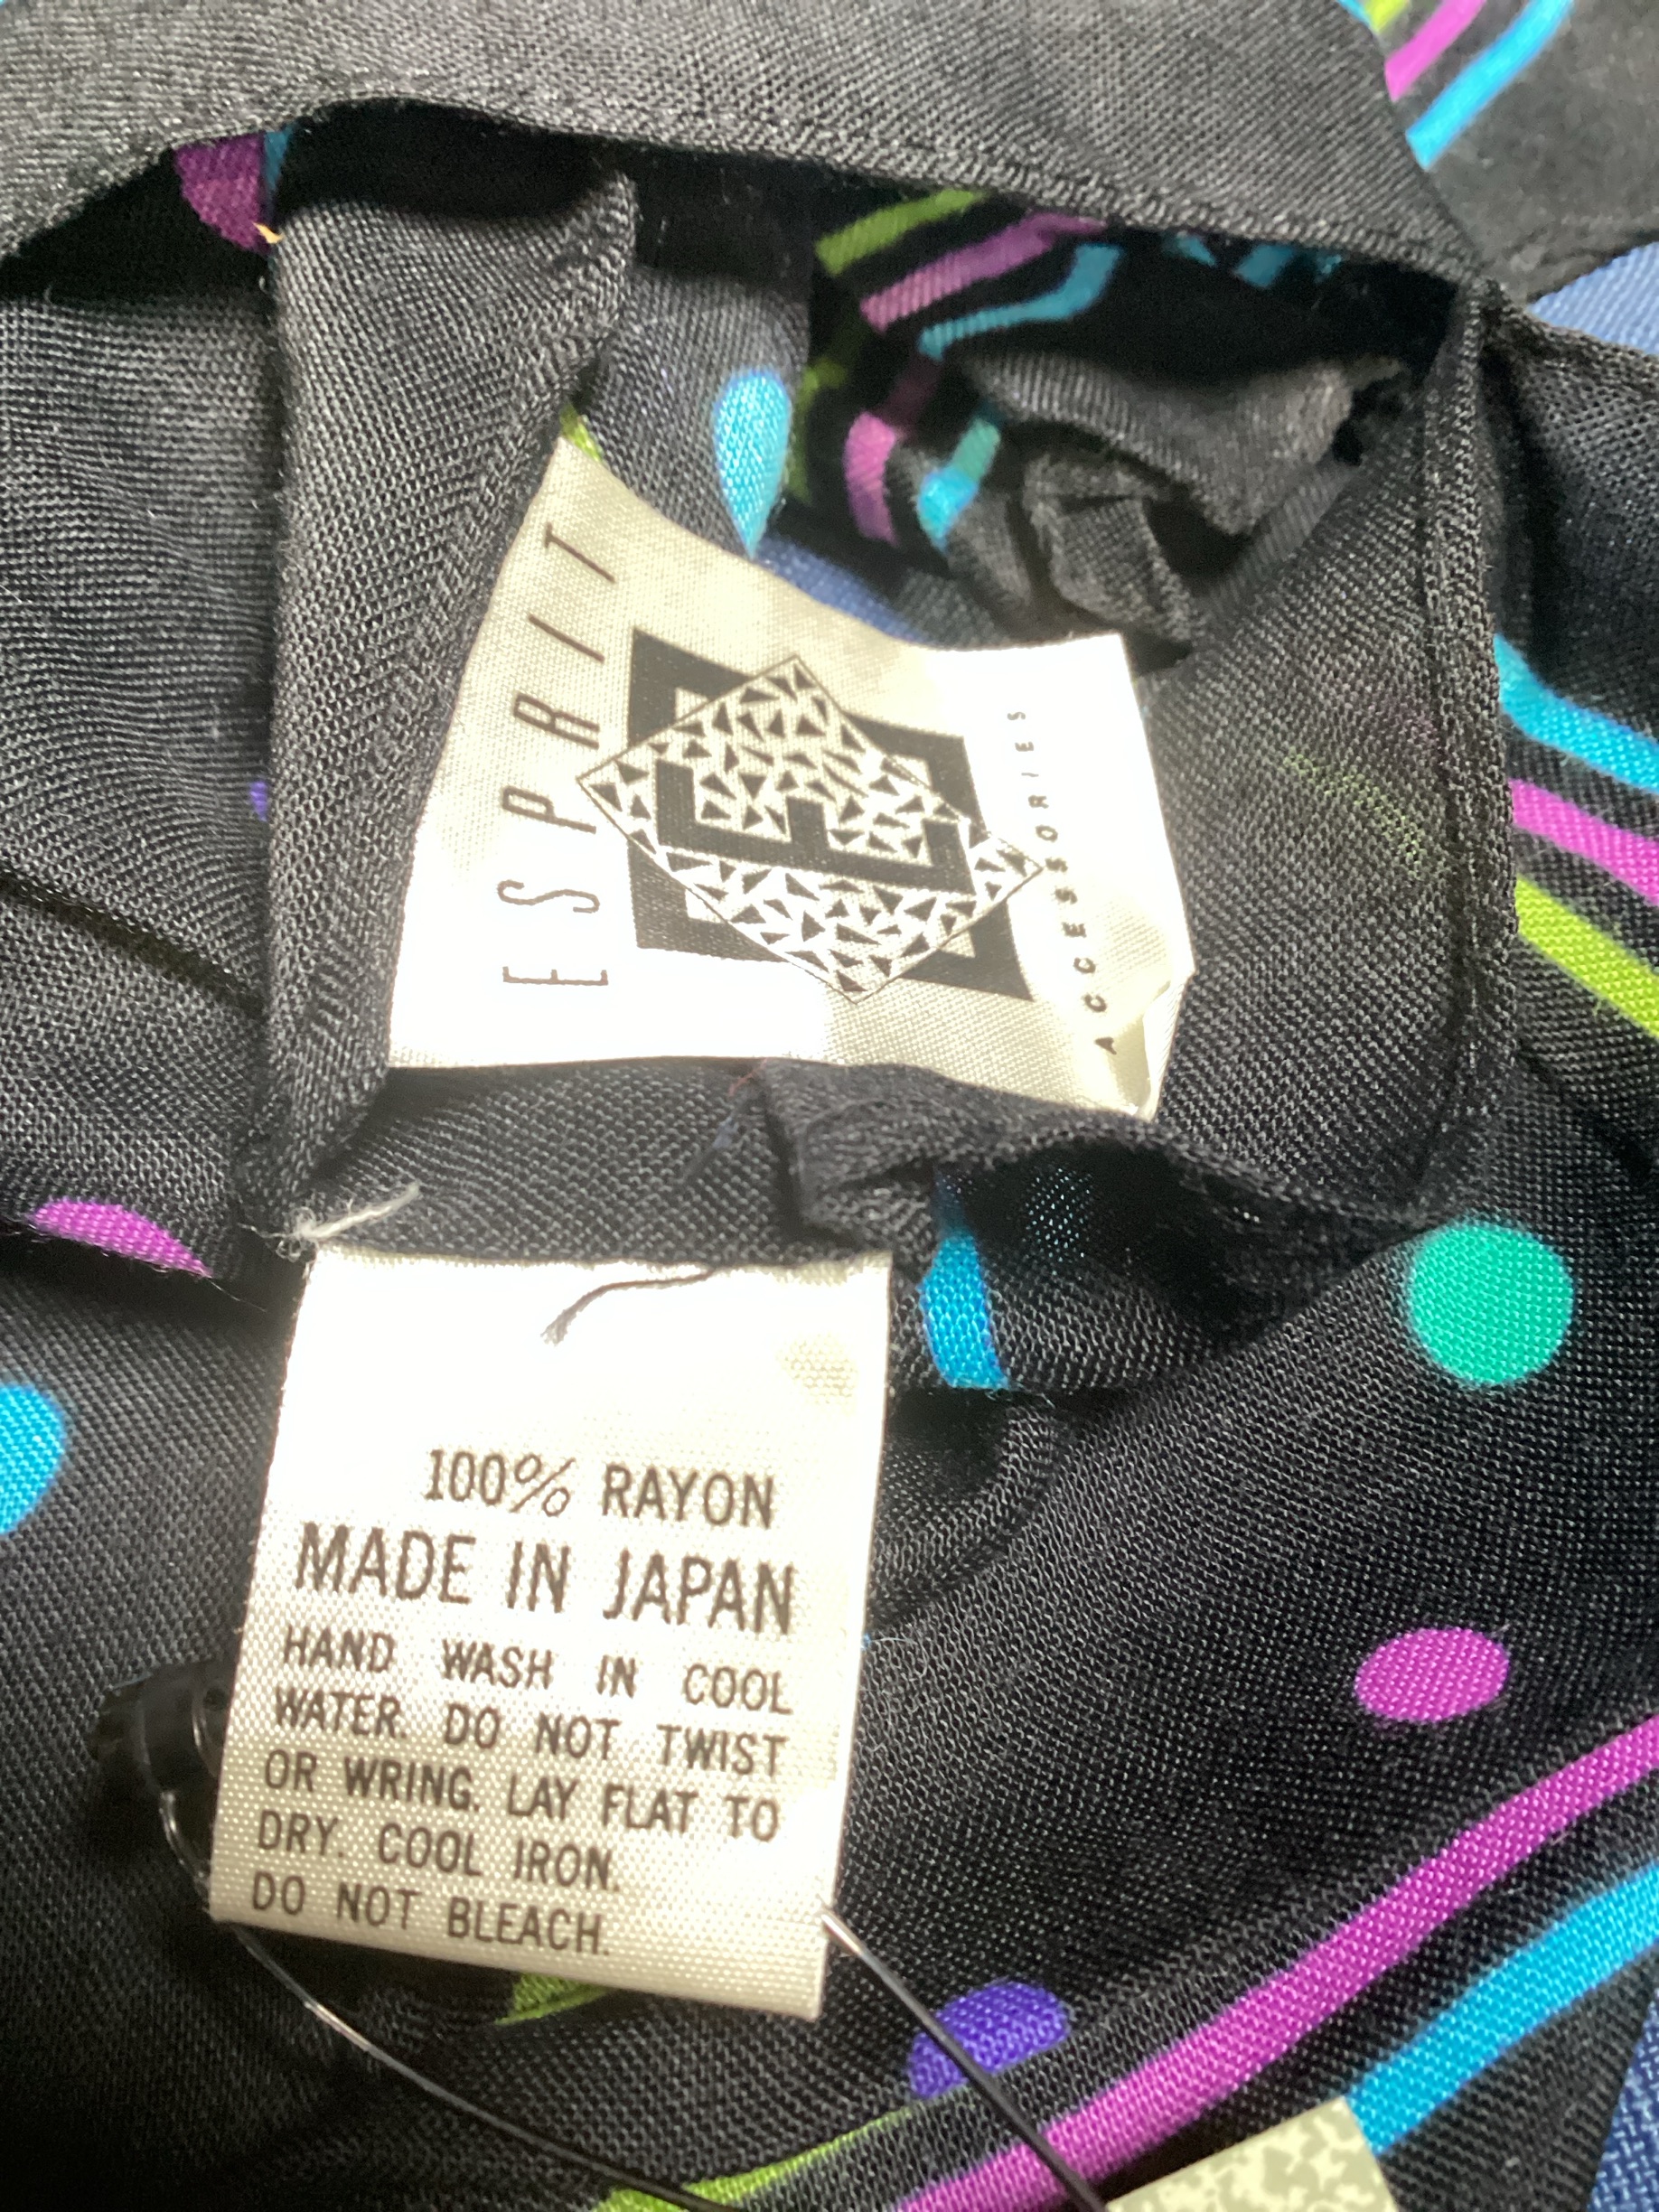 ESPRIT
E
ACCESSORIES
100% RAYON
MADE IN JAPAN
HAND WASH IN COOL
WATER. DO NOT TWIST
OR WRING. LAY FLAT TO
DRY. COOL IRON.
DO NOT BLEACH.